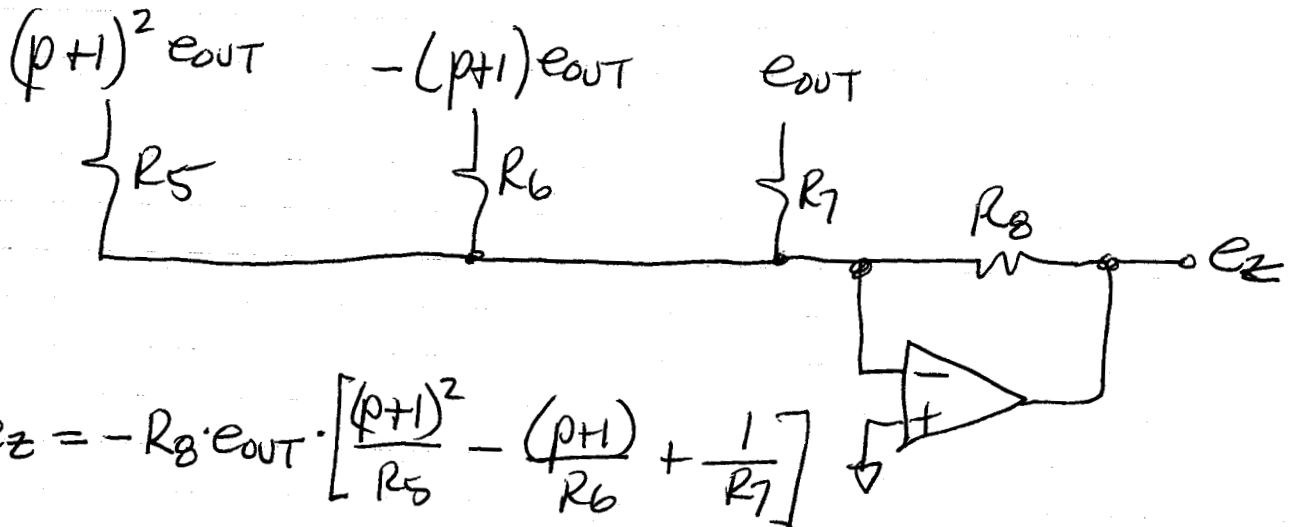 (p+1)² eOUT -(p+1)eOUT eOUT
R5 R6 R7 R8
eZ
- +
eZ = -R8·eOUT·[(p+1)²/R5 - (p+1)/R6 + 1/R7]